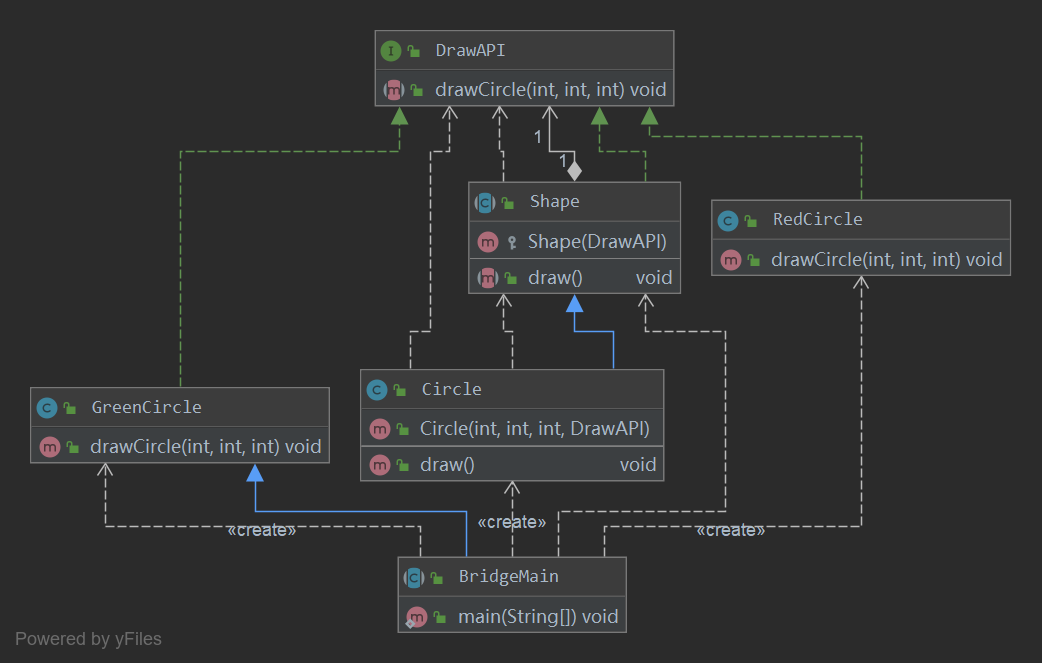 DrawAPI
drawCircle(int, int, int) void
1
1
Shape
Shape(DrawAPI)
draw() void
RedCircle
drawCircle(int, int, int) void
Circle
Circle(int, int, int, DrawAPI)
draw() void
GreenCircle
drawCircle(int, int, int) void
«create»
«create»
«create»
BridgeMain
main(String[]) void
Powered by yFiles